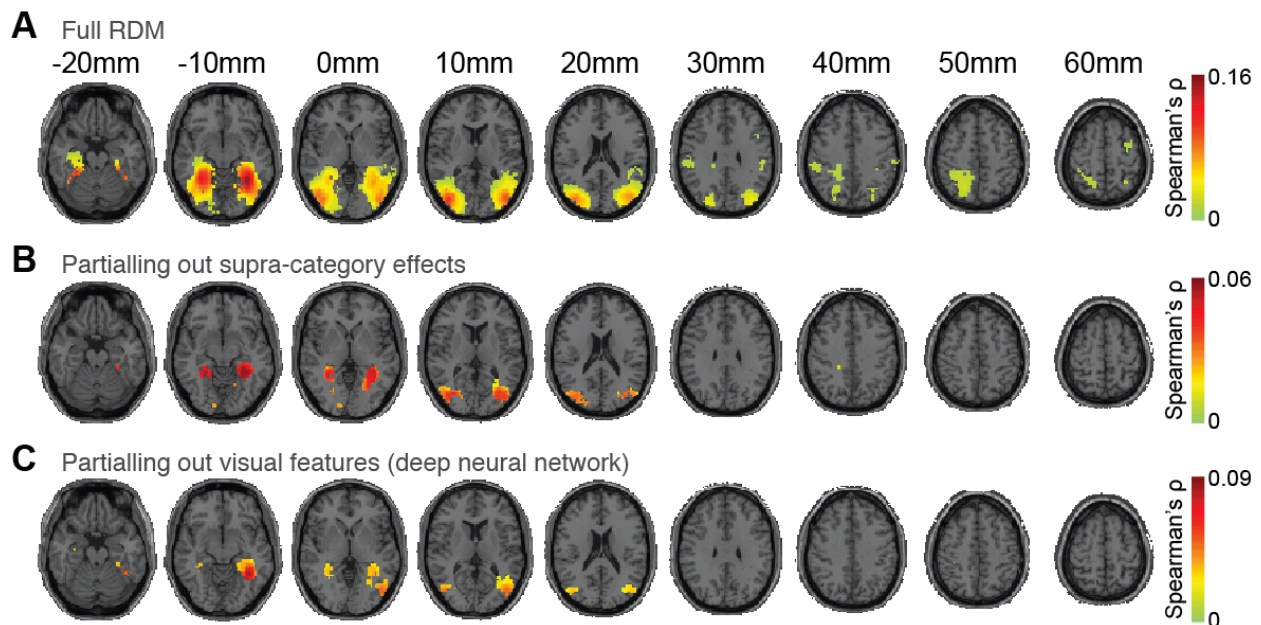 A Full RDM
-20mm -10mm 0mm 10mm 20mm 30mm 40mm 50mm 60mm
0.16
Spearman's ρ
0
B Partialling out supra-category effects
0.06
Spearman's ρ
0
C Partialling out visual features (deep neural network)
0.09
Spearman's ρ
0